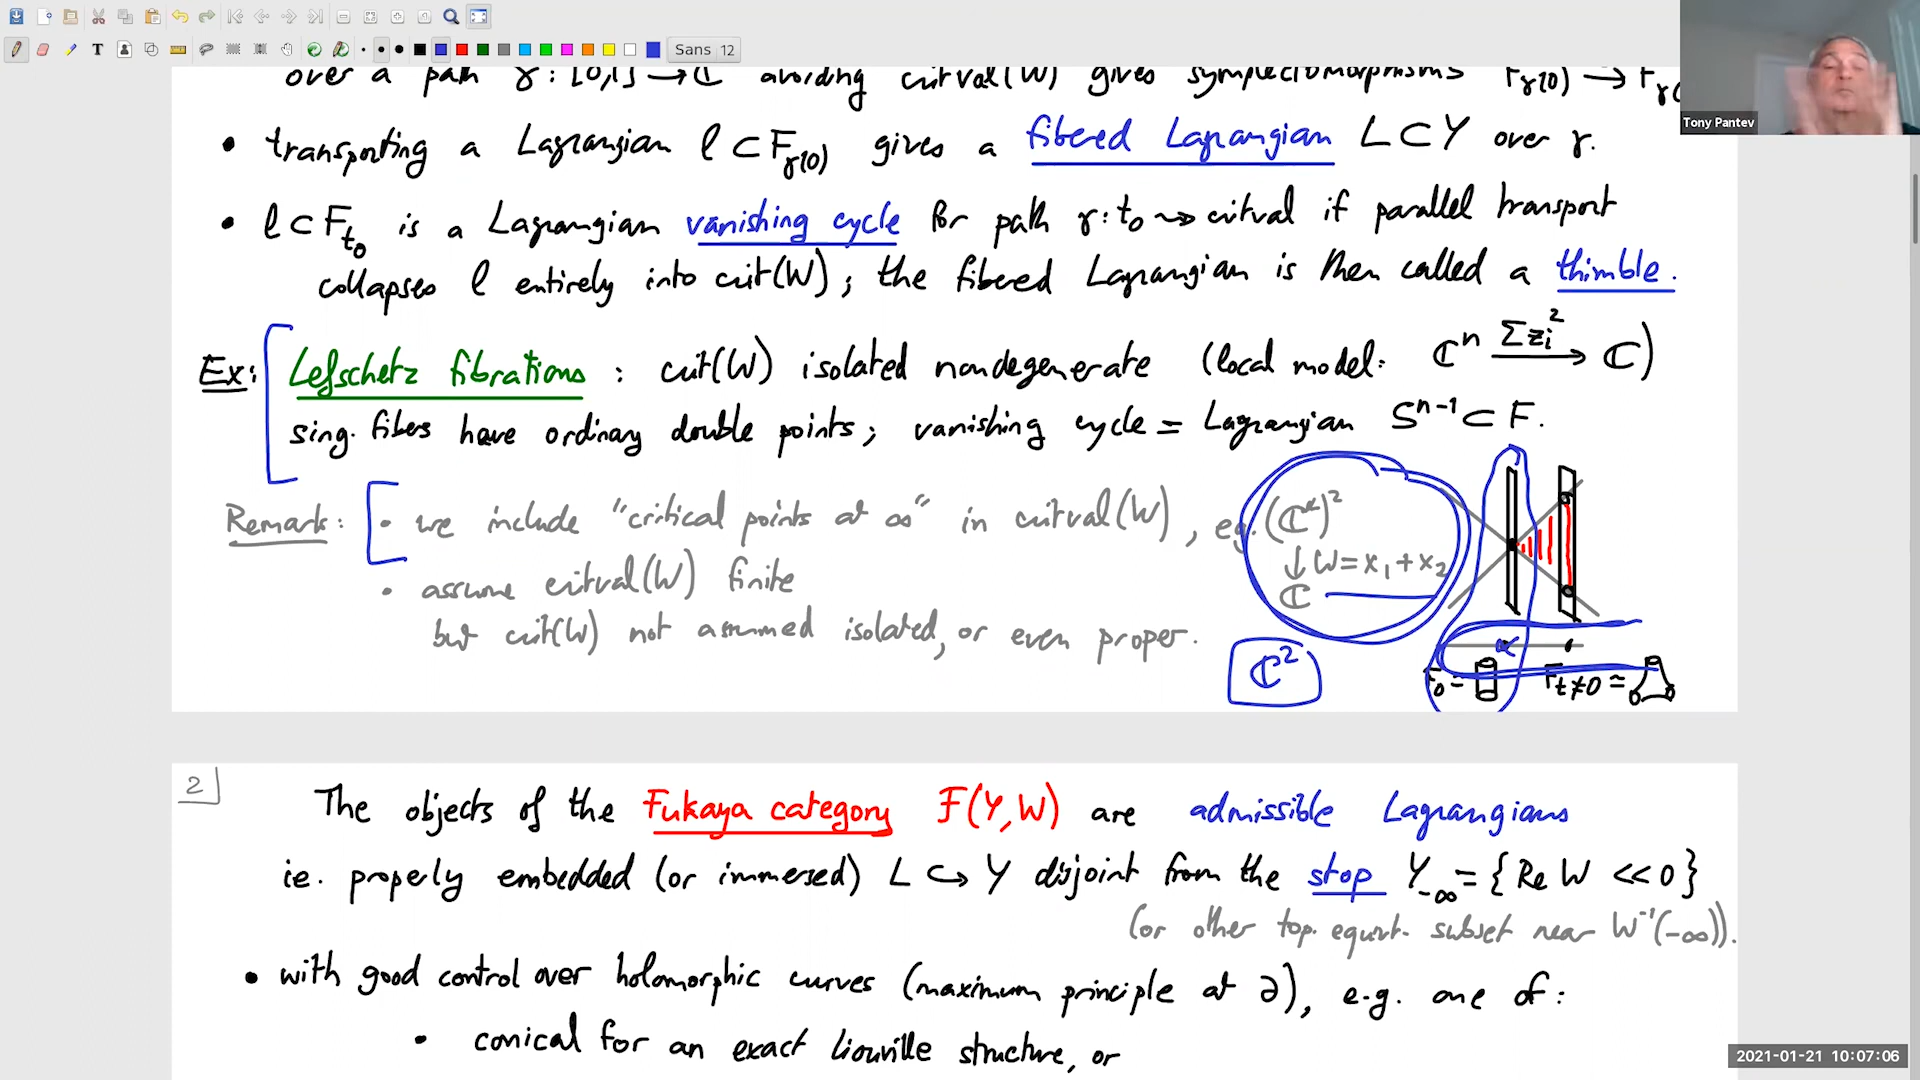 Sans 12
Tony Pantev
over a path γ : [0,1] → ℂ avoiding critval(W) gives symplectomorphisms F_γ(0) → F_γ(
• transporting a Lagrangian ℓ ⊂ F_γ(0) gives a fibered Lagrangian L ⊂ Y over γ.
• ℓ ⊂ F_t₀ is a Lagrangian vanishing cycle for path γ: t₀ ⇝ critval if parallel transport
collapses ℓ entirely into crit(W); the fibered Lagrangian is then called a thimble.
Ex: Lefschetz fibrations : crit(W) isolated nondegenerate (local model: ℂⁿ —Σz_i²→ ℂ)
sing. fibers have ordinary double points; vanishing cycle = Lagrangian Sⁿ⁻¹ ⊂ F.
Remark: • we include "critical points at ∞" in critval(W), eg. (ℂ*)²
↓ W = x₁ + x₂
ℂ
• assume critval(W) finite
but crit(W) not assumed isolated, or even proper.
ℂ²
F₀ =
F_t≠0 ≃
2
The objects of the Fukaya category F(Y,W) are admissible Lagrangians
ie. properly embedded (or immersed) L ↪ Y disjoint from the stop Y_-∞ = {Re W << 0}
(or other top. equivt. subset near W⁻¹(-∞)).
• with good control over holomorphic curves (maximum principle at ∂), e.g. one of:
• conical for an exact Liouville structure, or
2021-01-21 10:07:06